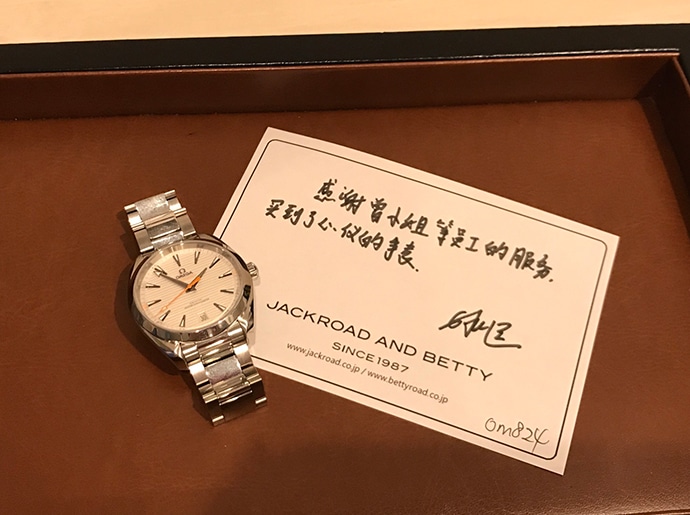 OMEGA
感谢曾小姐等员工的服务.
买到了心仪的手表.
JACKROAD AND BETTY
SINCE1987
www.jackroad.co.jp / www.bettyroad.co.jp
om824